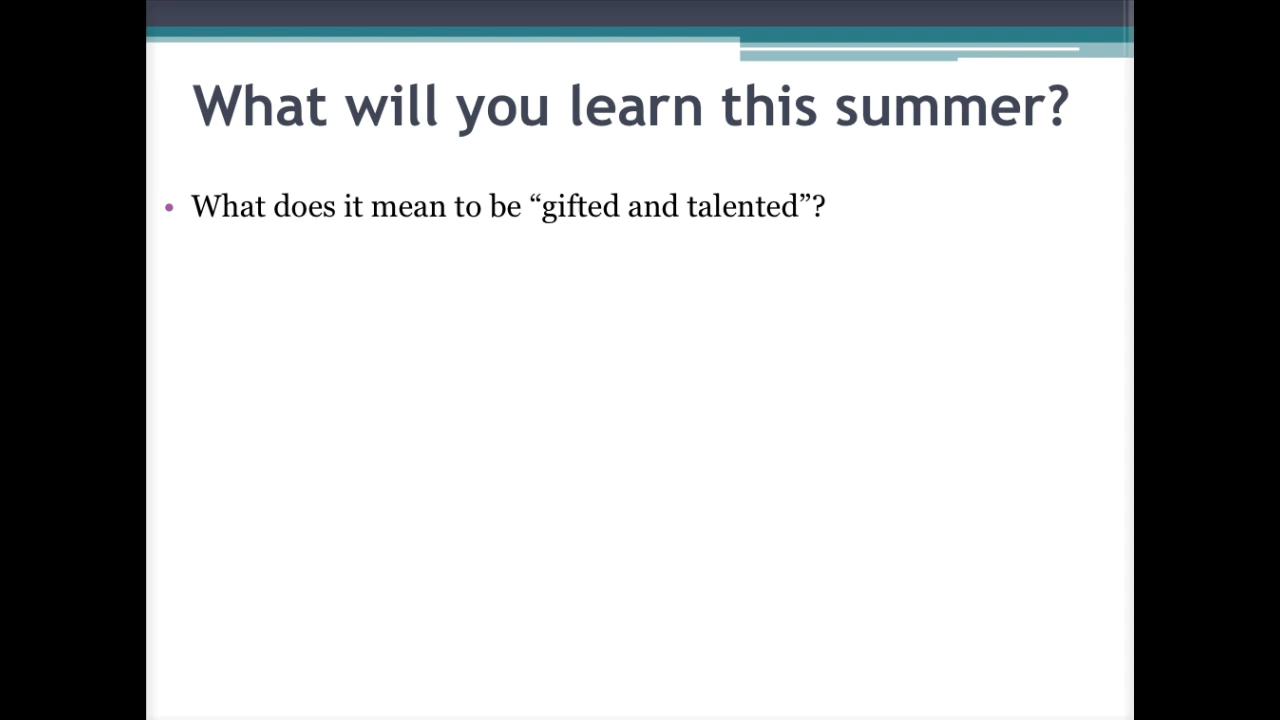 What will you learn this summer?
• What does it mean to be “gifted and talented”?